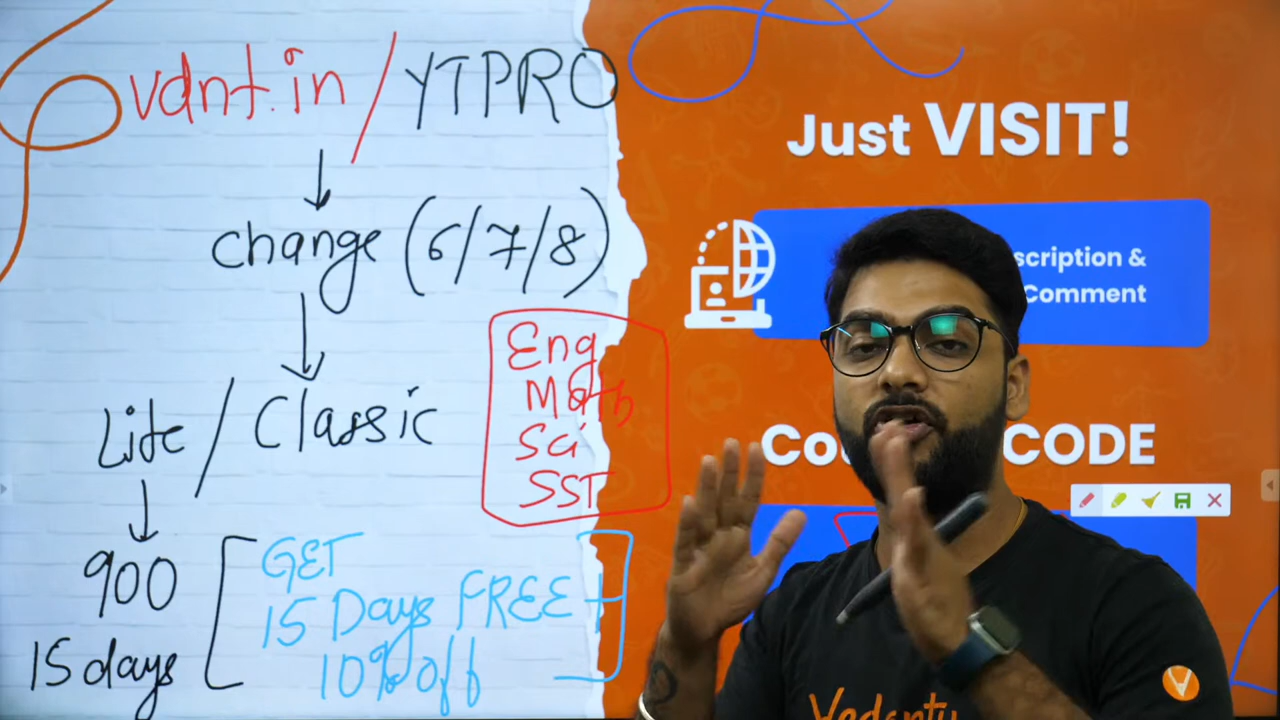 vdnt.in/YTPRO
change (6/7/8)
Lite/Classic
900
15 days
Eng
Math
Sci
SST
GET
15 Days FREE +
10% off
Just VISIT!
scription &
Comment
Co CODE
Vedantu